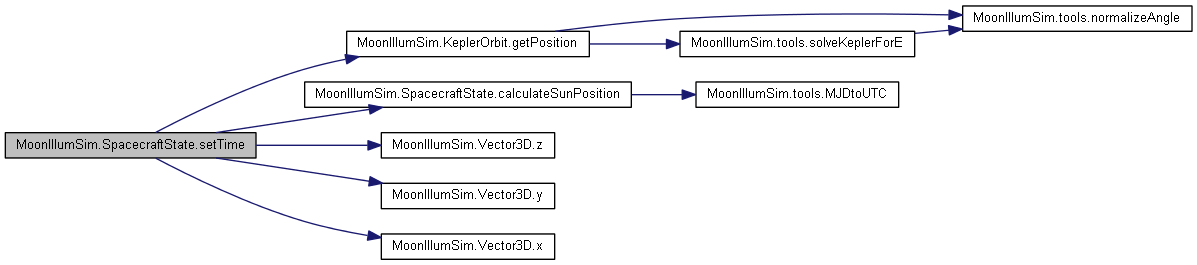 MoonIllumSim.tools.normalizeAngle
MoonIllumSim.KeplerOrbit.getPosition
MoonIllumSim.tools.solveKeplerForE
MoonIllumSim.SpacecraftState.calculateSunPosition
MoonIllumSim.tools.MJDtoUTC
MoonIllumSim.SpacecraftState.setTime
MoonIllumSim.Vector3D.z
MoonIllumSim.Vector3D.y
MoonIllumSim.Vector3D.x